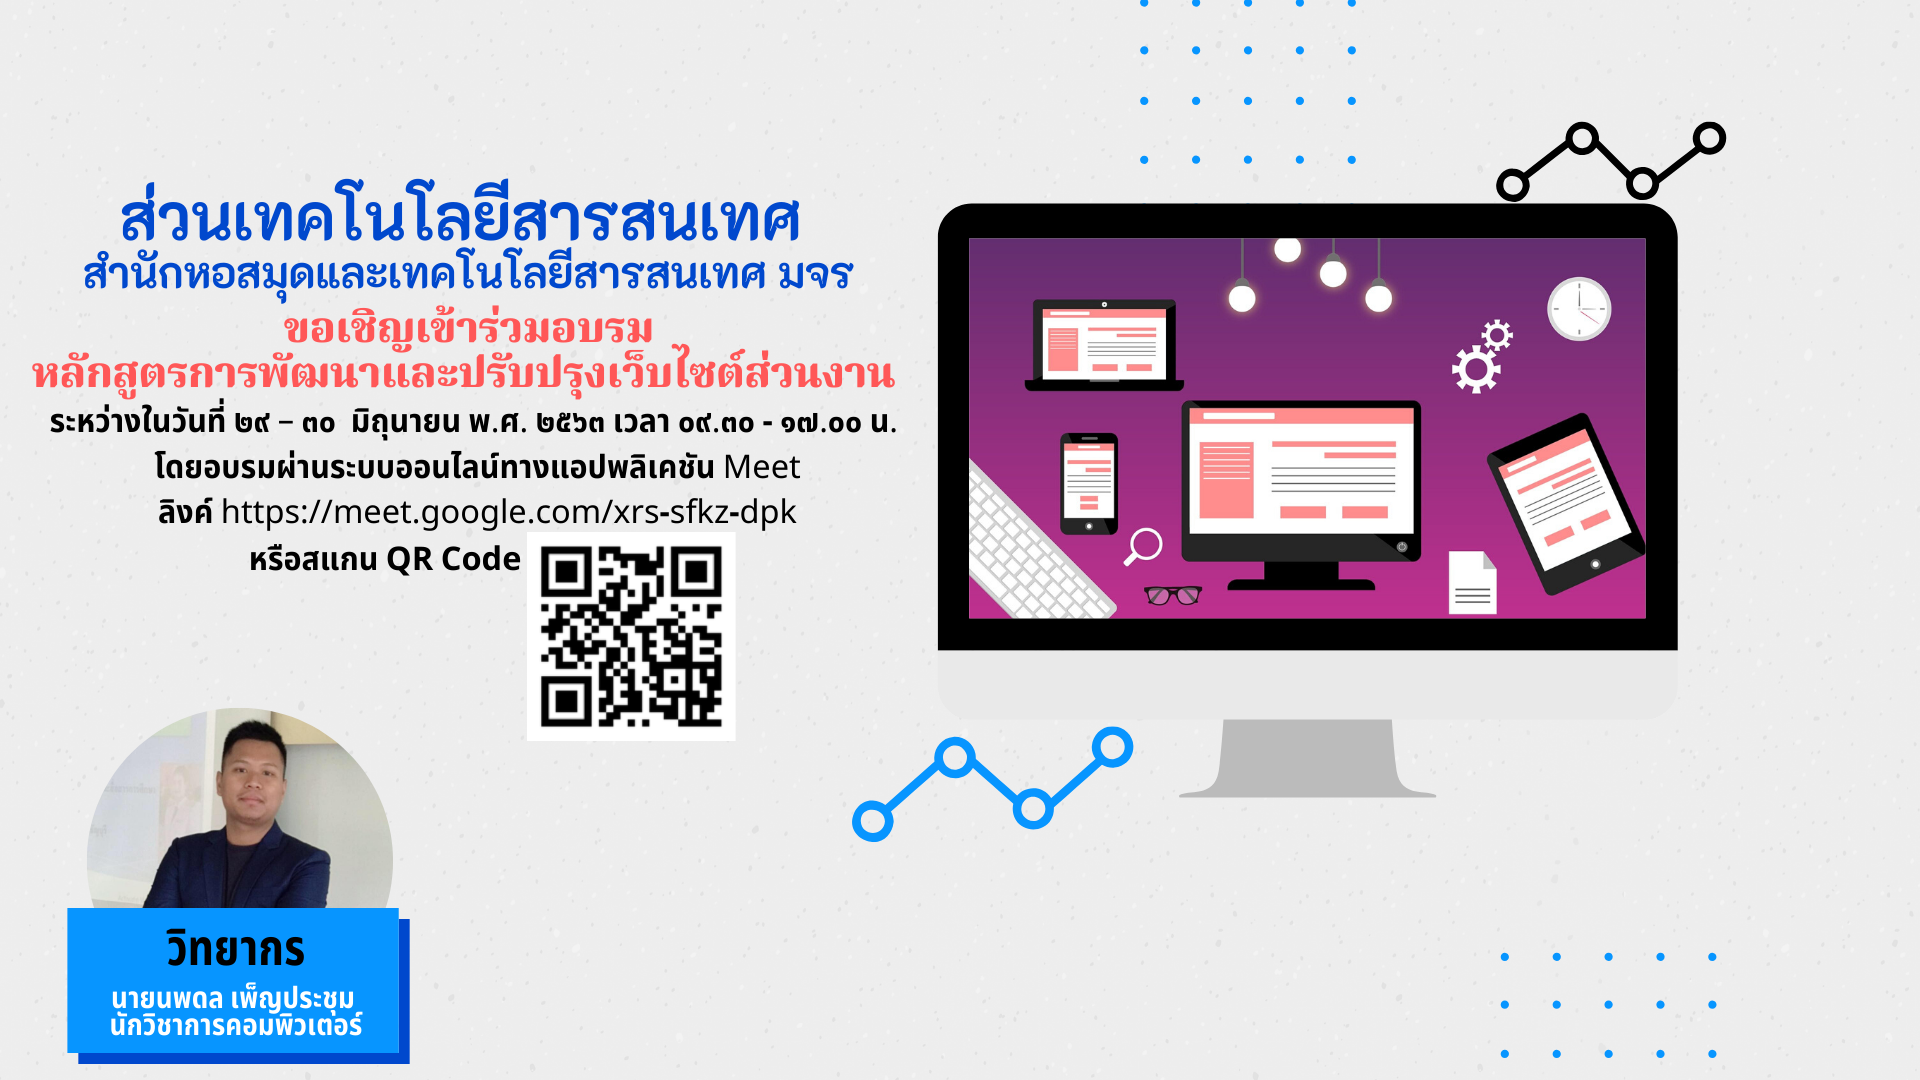 ส่วนเทคโนโลยีสารสนเทศ
สำนักหอสมุดและเทคโนโลยีสารสนเทศ มจร
ขอเชิญเข้าร่วมอบรม
หลักสูตรการพัฒนาและปรับปรุงเว็บไซต์ส่วนงาน
ระหว่างในวันที่ ๒๙ – ๓๐ มิถุนายน พ.ศ. ๒๕๖๓ เวลา ๐๙.๓๐ - ๑๗.๐๐ น.
โดยอบรมผ่านระบบออนไลน์ทางแอปพลิเคชัน Meet
ลิงค์ https://meet.google.com/xrs-sfkz-dpk
หรือสแกน QR Code
วิทยากร
นายนพดล เพ็ญประชุม
นักวิชาการคอมพิวเตอร์